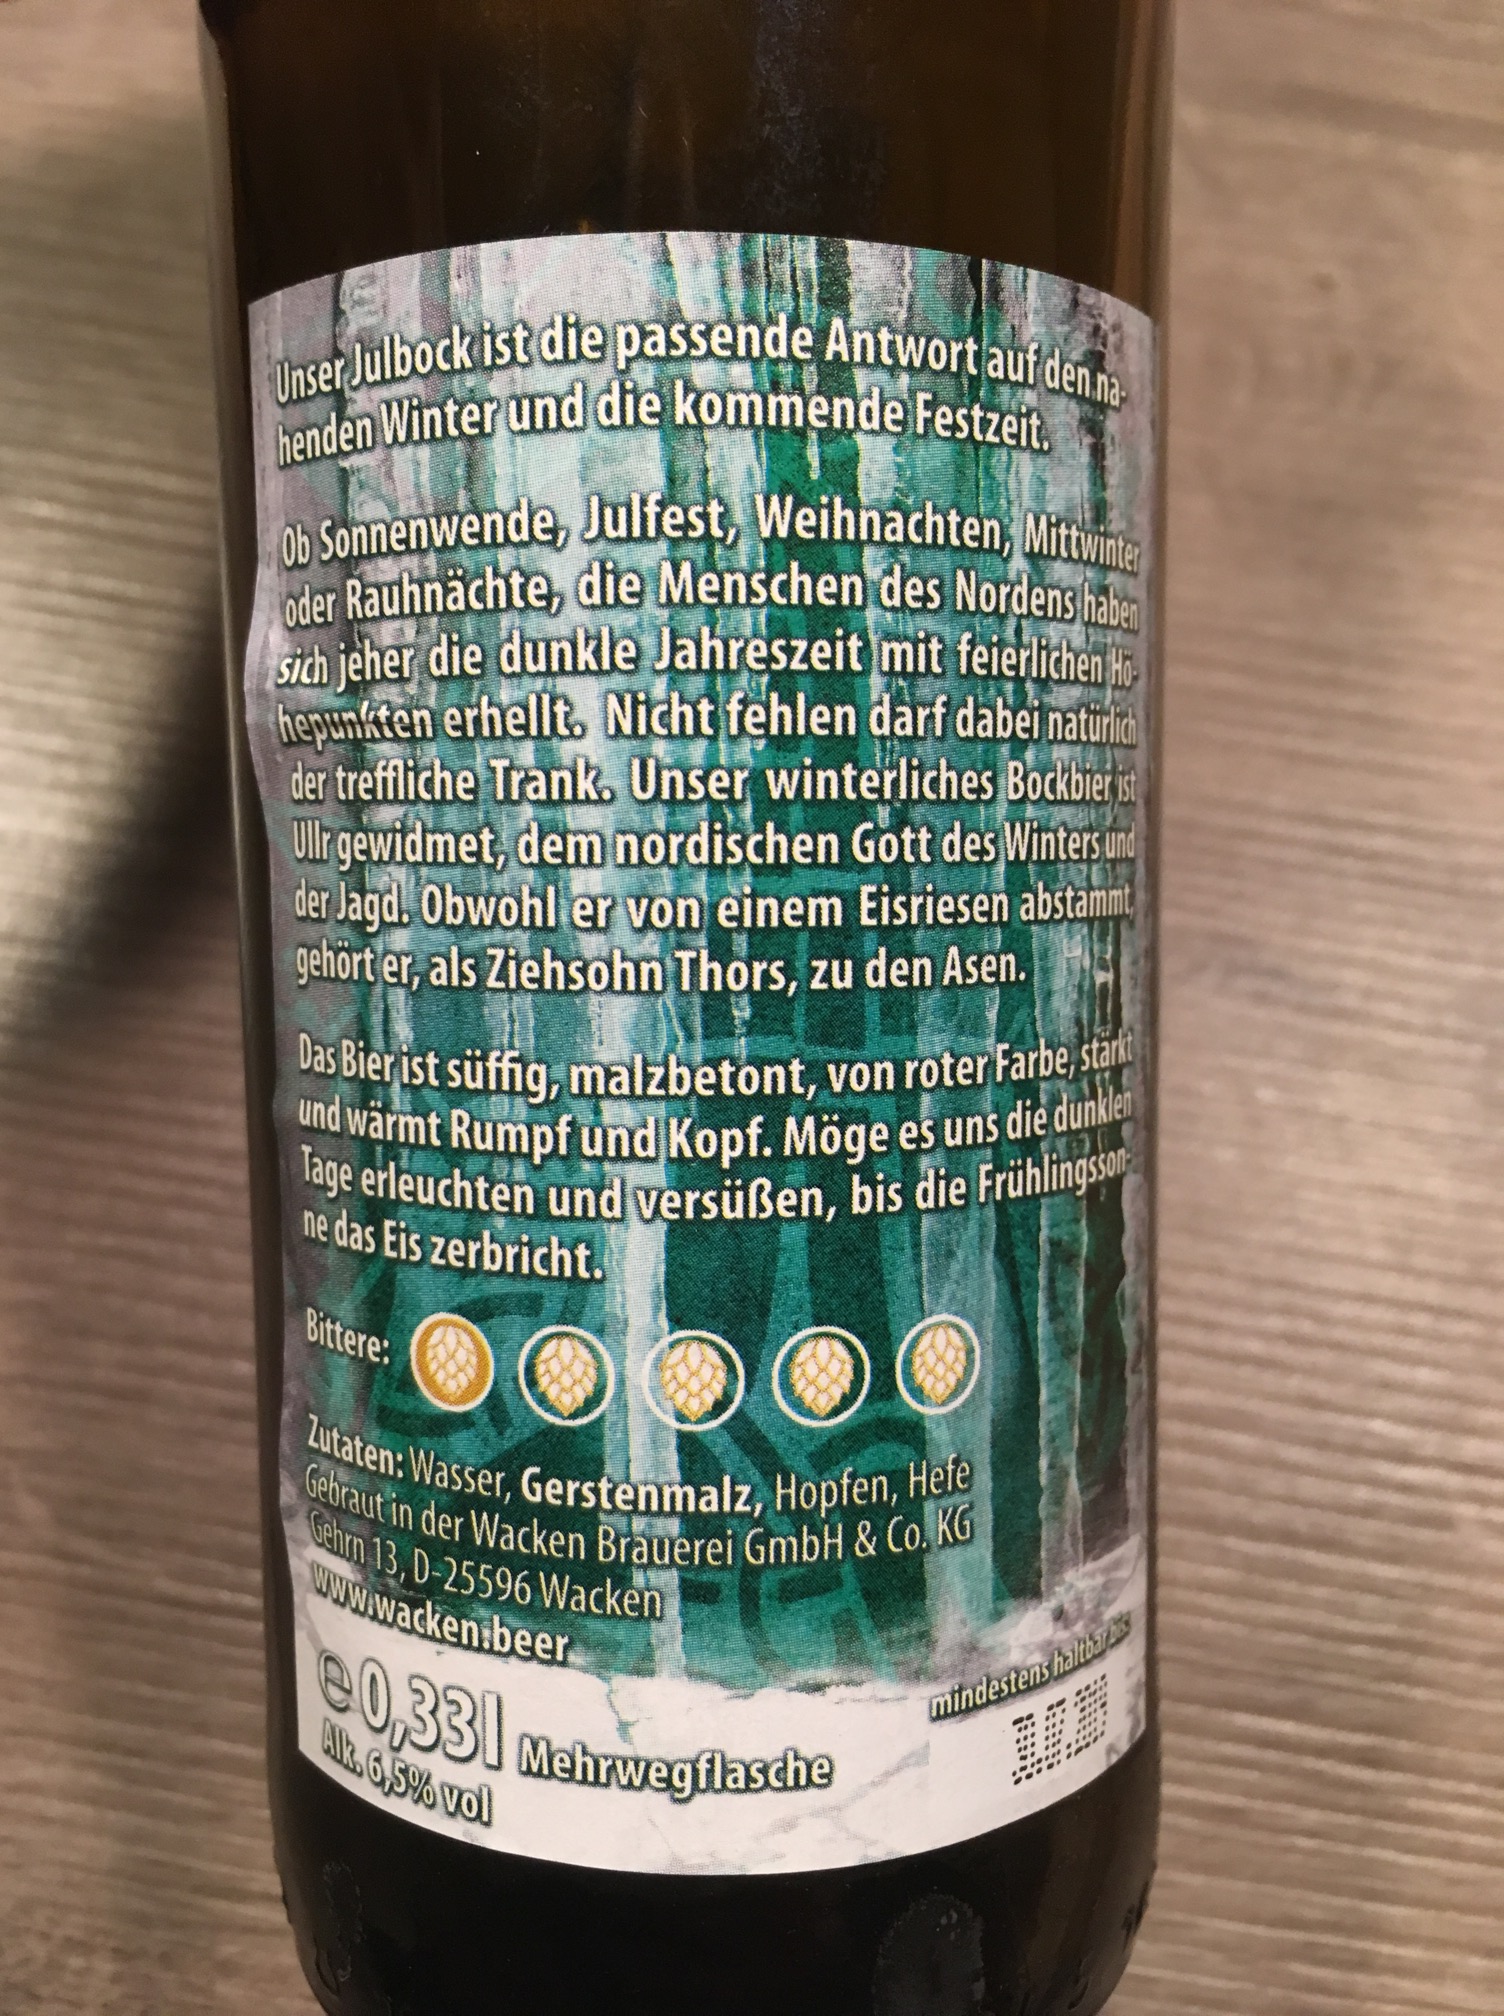 Unser Julbock ist die passende Antwort auf den na-
henden Winter und die kommende Festzeit.
Ob Sonnenwende, Julfest, Weihnachten, Mittwinter
oder Rauhnächte, die Menschen des Nordens haben
sich jeher die dunkle Jahreszeit mit feierlichen Hö-
hepunkten erhellt. Nicht fehlen darf dabei natürlich
der treffliche Trank. Unser winterliches Bockbier ist
Ullr gewidmet, dem nordischen Gott des Winters und
der Jagd. Obwohl er von einem Eisriesen abstammt,
gehört er, als Ziehsohn Thors, zu den Asen.
Das Bier ist süffig, malzbetont, von roter Farbe, stärkt
und wärmt Rumpf und Kopf. Möge es uns die dunklen
Tage erleuchten und versüßen, bis die Frühlingsson-
ne das Eis zerbricht.
Bittere:
Zutaten: Wasser, Gerstenmalz, Hopfen, Hefe
Gebraut in der Wacken Brauerei GmbH & Co. KG
Gehrn 13, D-25596 Wacken
www.wacken.beer
e 0,33l Mehrwegflasche
Alk. 6,5% vol
mindestens haltbar bis: